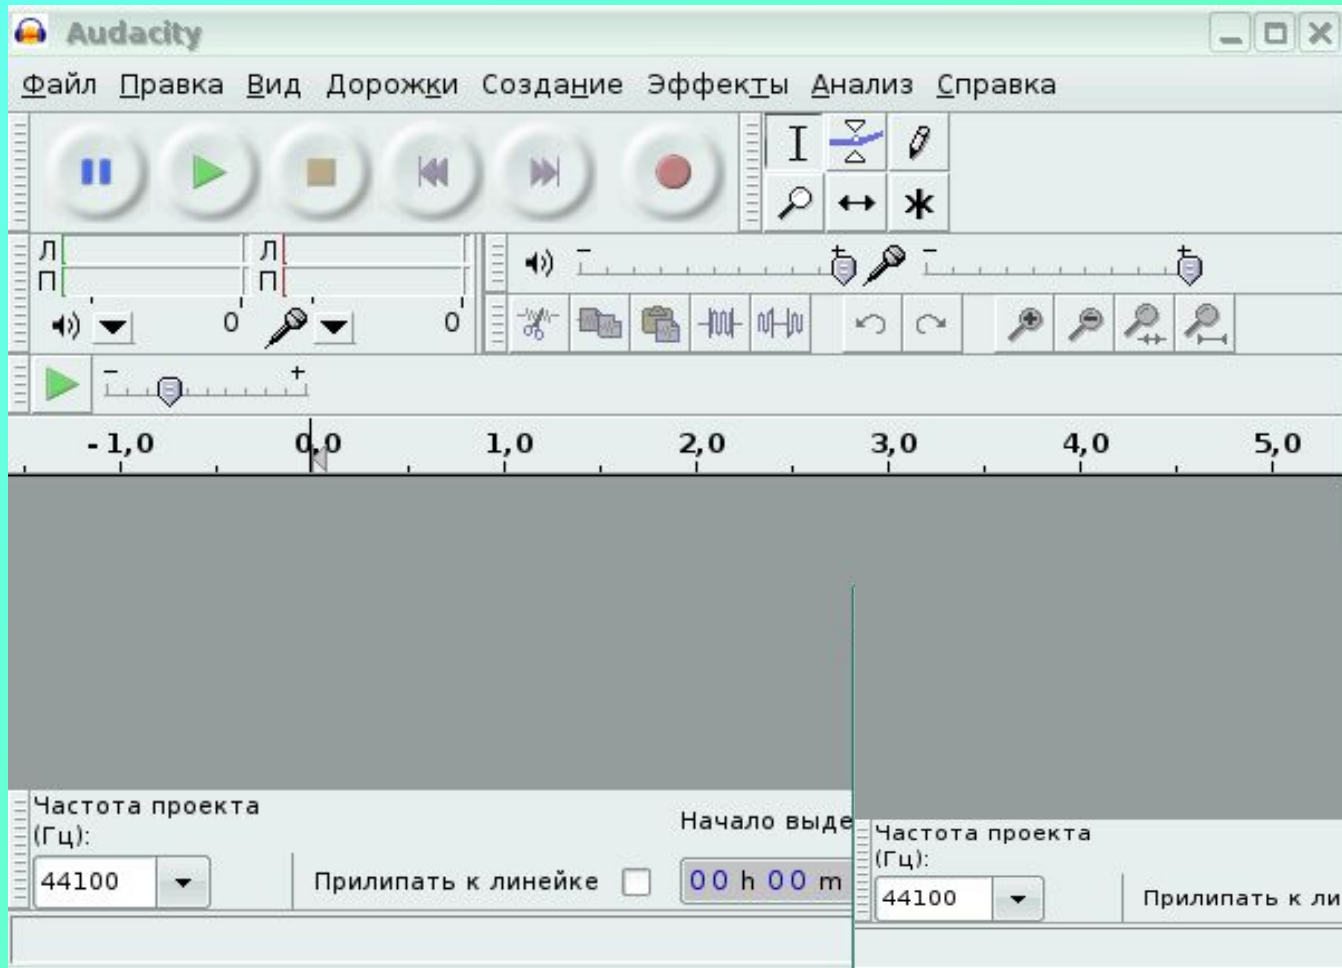 Audacity
Файл Правка Вид Дорожки Создание Эффекты Анализ Справка
Л Л
П П
- +
- +
0 0
- +
-1,0 0,0 1,0 2,0 3,0 4,0 5,0
Частота проекта
(Гц):
44100
Прилипать к линейке
Начало выде
00 h 00 m
Частота проекта
(Гц):
44100
Прилипать к ли